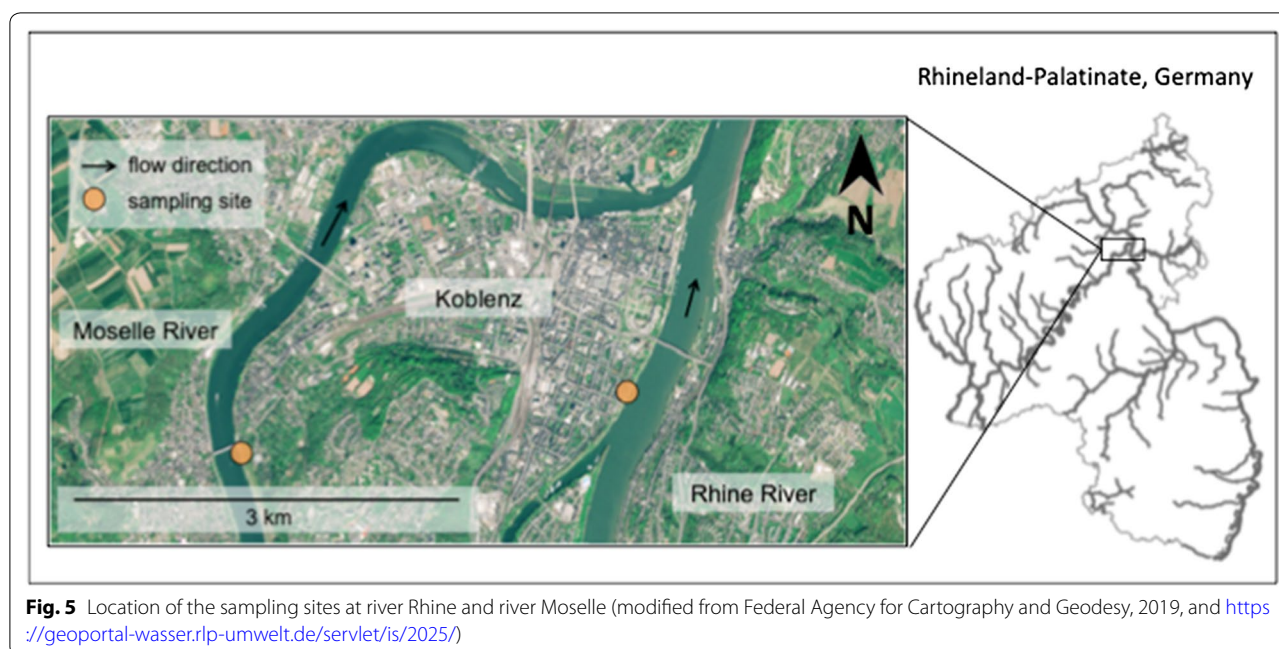 Rhineland-Palatinate, Germany
flow direction
sampling site
N
Koblenz
Moselle River
Rhine River
3 km
Fig. 5 Location of the sampling sites at river Rhine and river Moselle (modified from Federal Agency for Cartography and Geodesy, 2019, and https
://geoportal-wasser.rlp-umwelt.de/servlet/is/2025/)